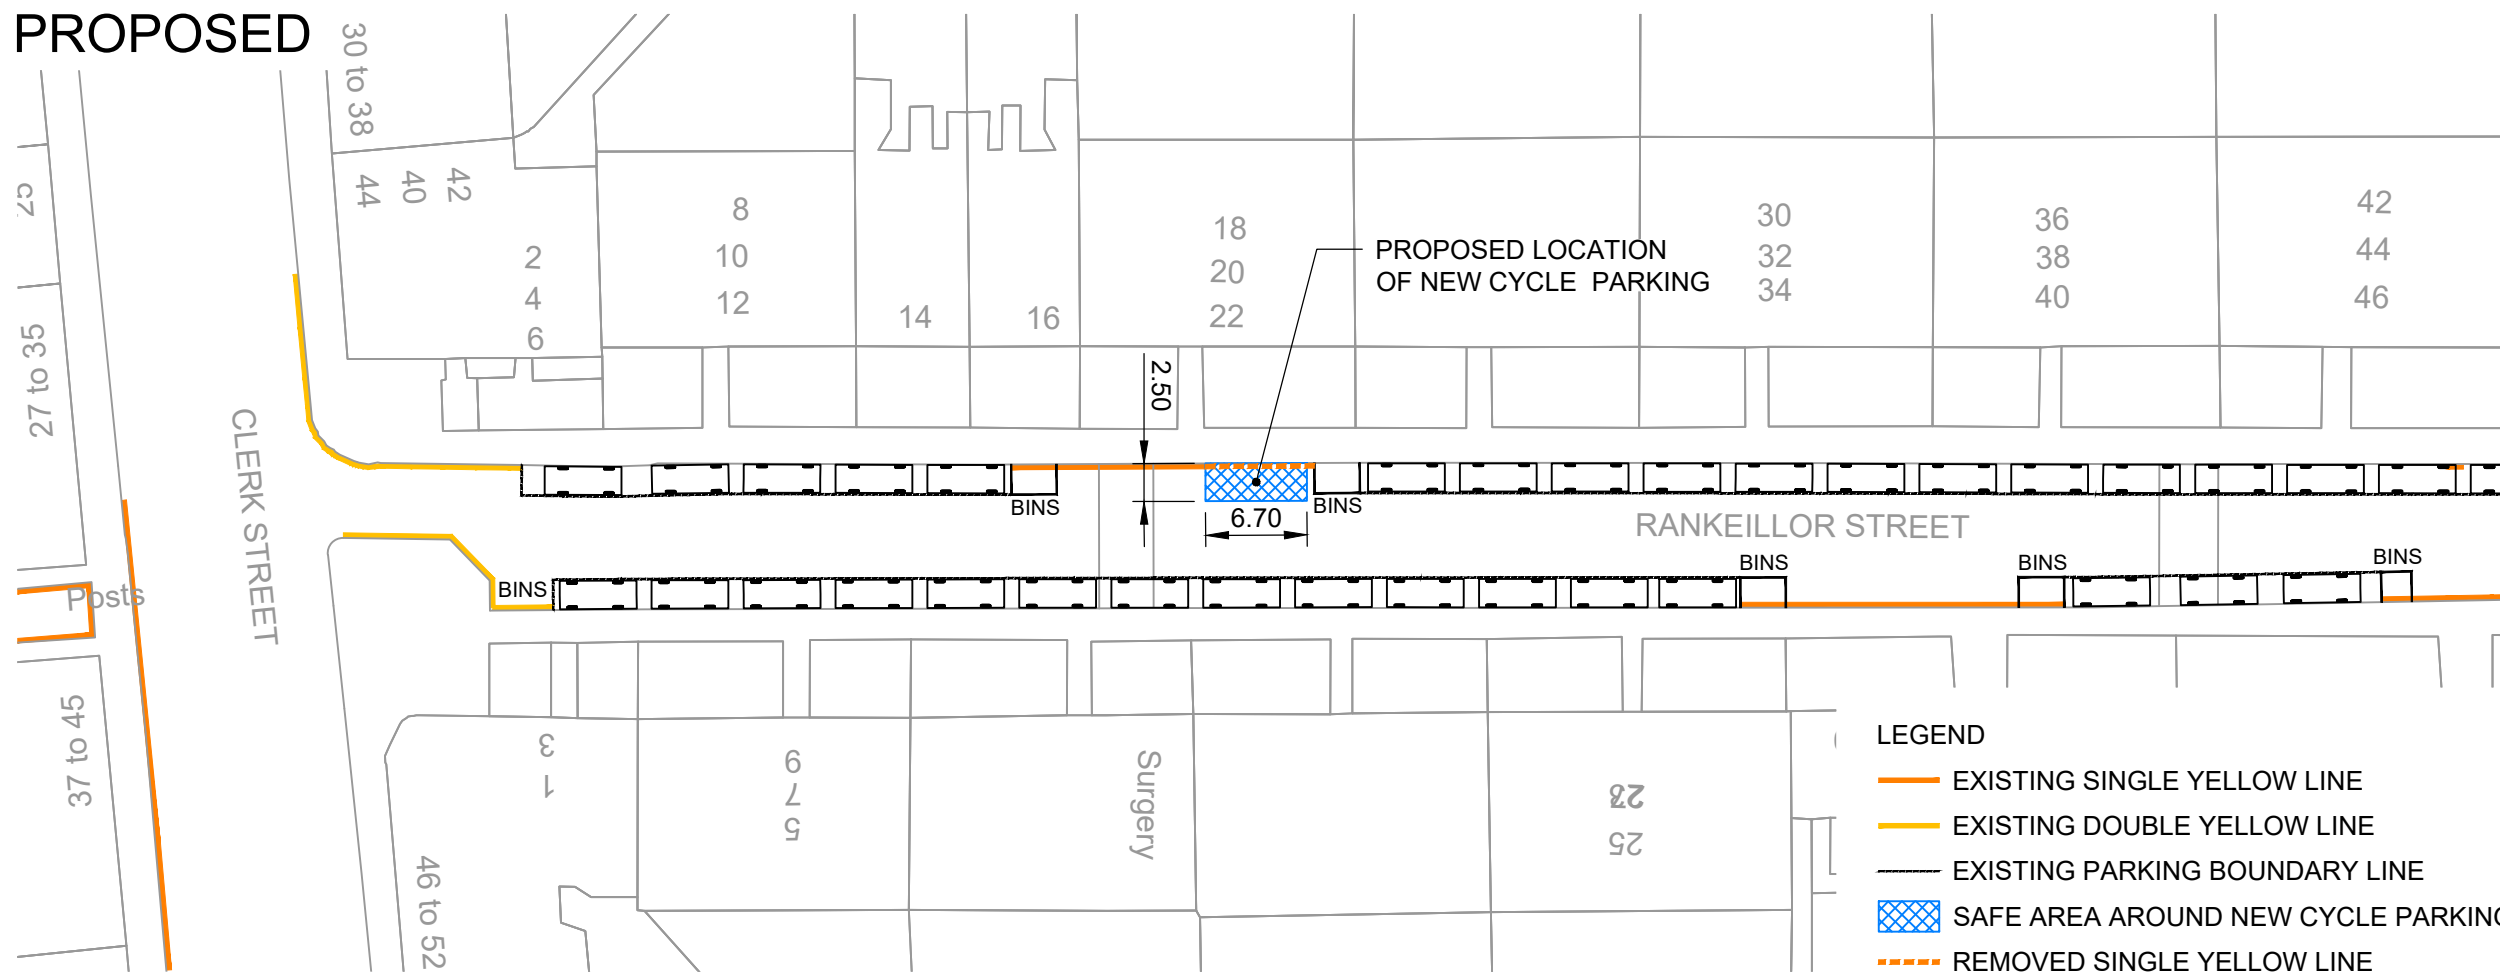 PROPOSED
30 to 38
44
40
42
2
4
6
8
10
12
14
16
18
20
22
PROPOSED LOCATION
OF NEW CYCLE PARKING
30
32
34
36
38
40
42
44
46
27 to 35
CLERK STREET
2.50
6.70
BINS
BINS
RANKEILLOR STREET
BINS
BINS
BINS
BINS
Posts
37 to 45
3
1
9
7
5
Surgery
25
46 to 52
LEGEND
EXISTING SINGLE YELLOW LINE
EXISTING DOUBLE YELLOW LINE
EXISTING PARKING BOUNDARY LINE
SAFE AREA AROUND NEW CYCLE PARKING
REMOVED SINGLE YELLOW LINE